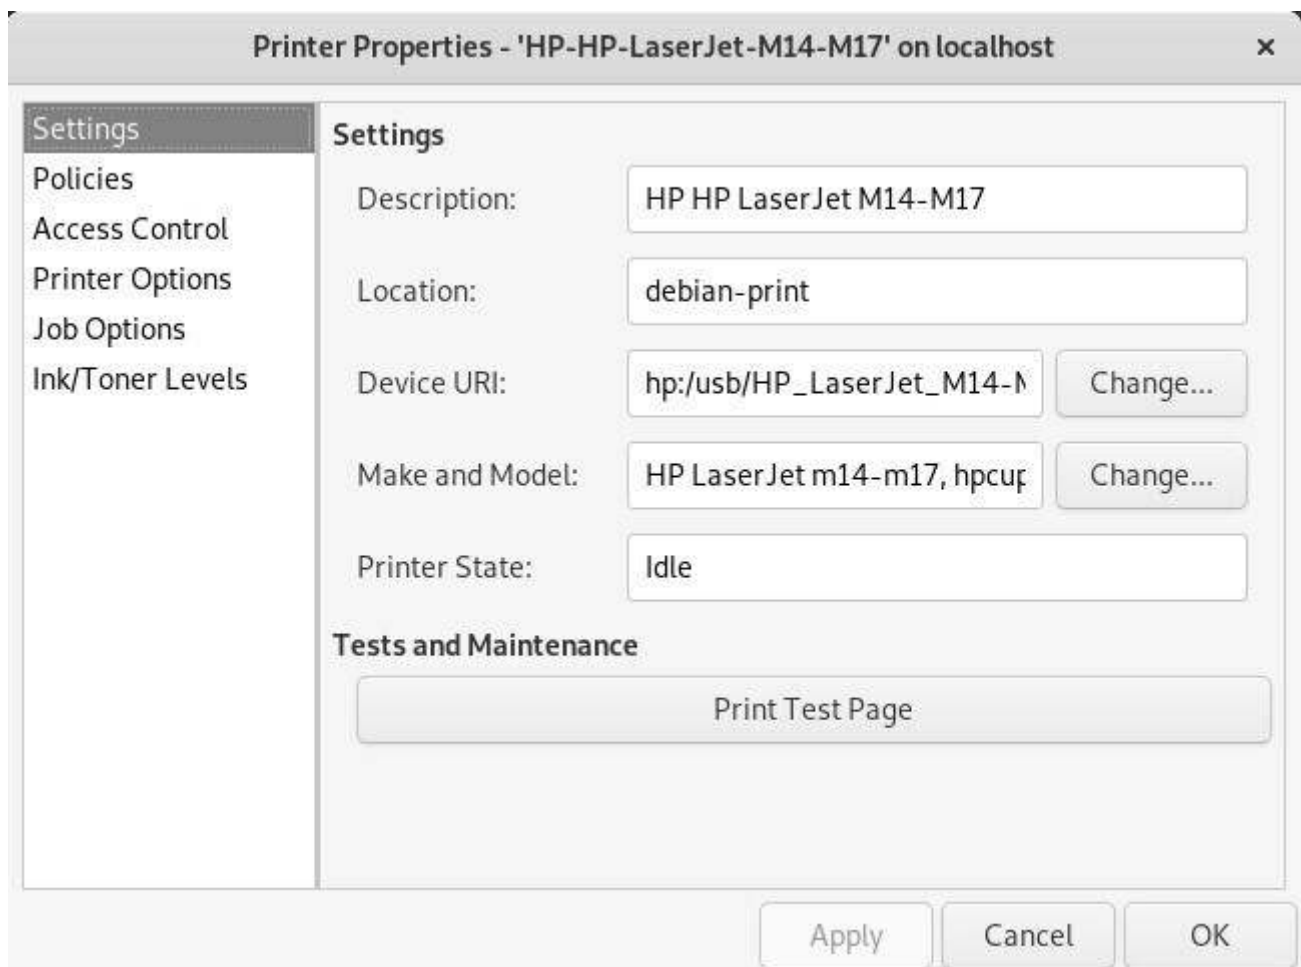 Printer Properties - 'HP-HP-LaserJet-M14-M17' on localhost ×
Settings
Policies
Access Control
Printer Options
Job Options
Ink/Toner Levels
Settings
Description: HP HP LaserJet M14-M17
Location: debian-print
Device URI: hp:/usb/HP_LaserJet_M14-M Change...
Make and Model: HP LaserJet m14-m17, hpcup Change...
Printer State: Idle
Tests and Maintenance
Print Test Page
Apply Cancel OK